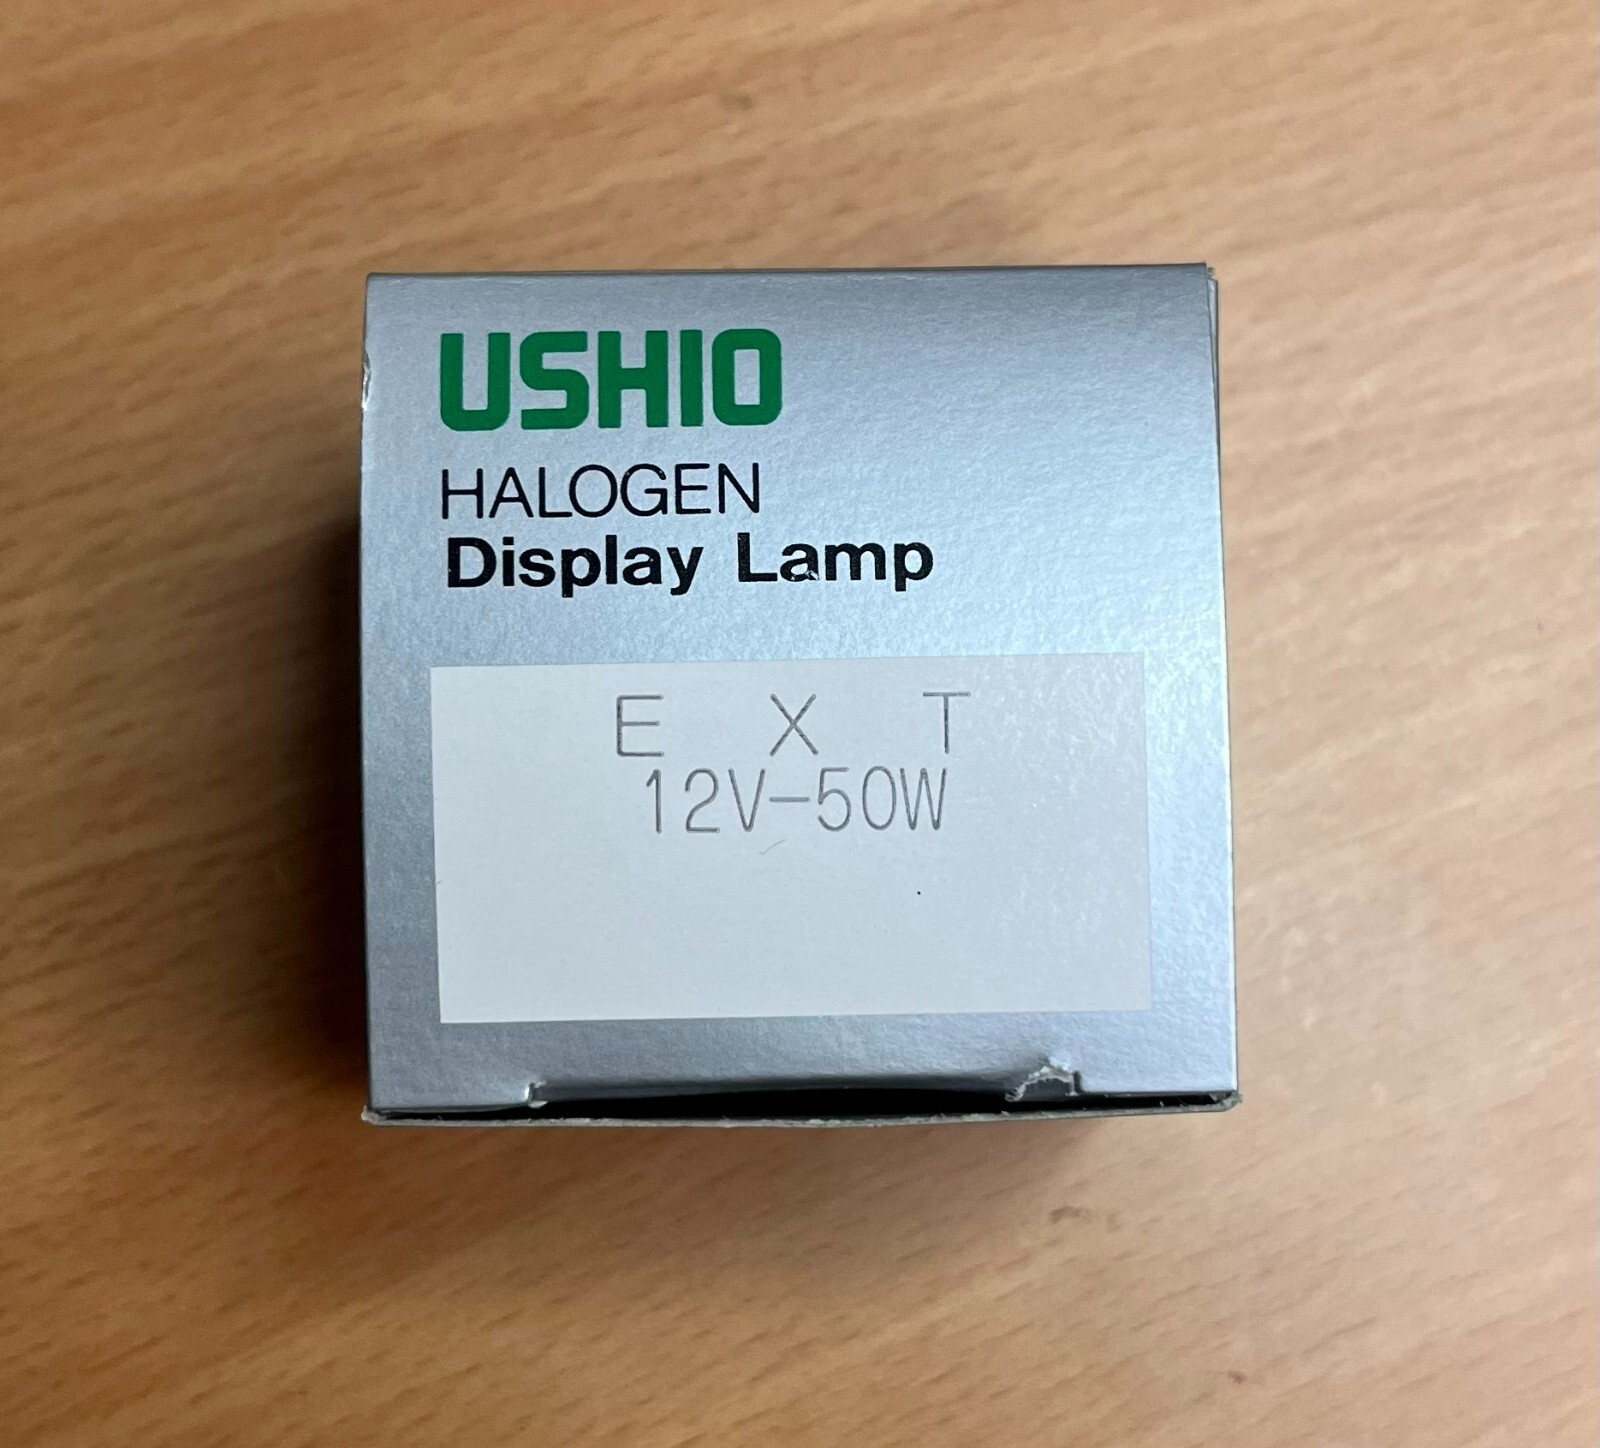 USHIO
HALOGEN
Display Lamp
E X T
12V-50W